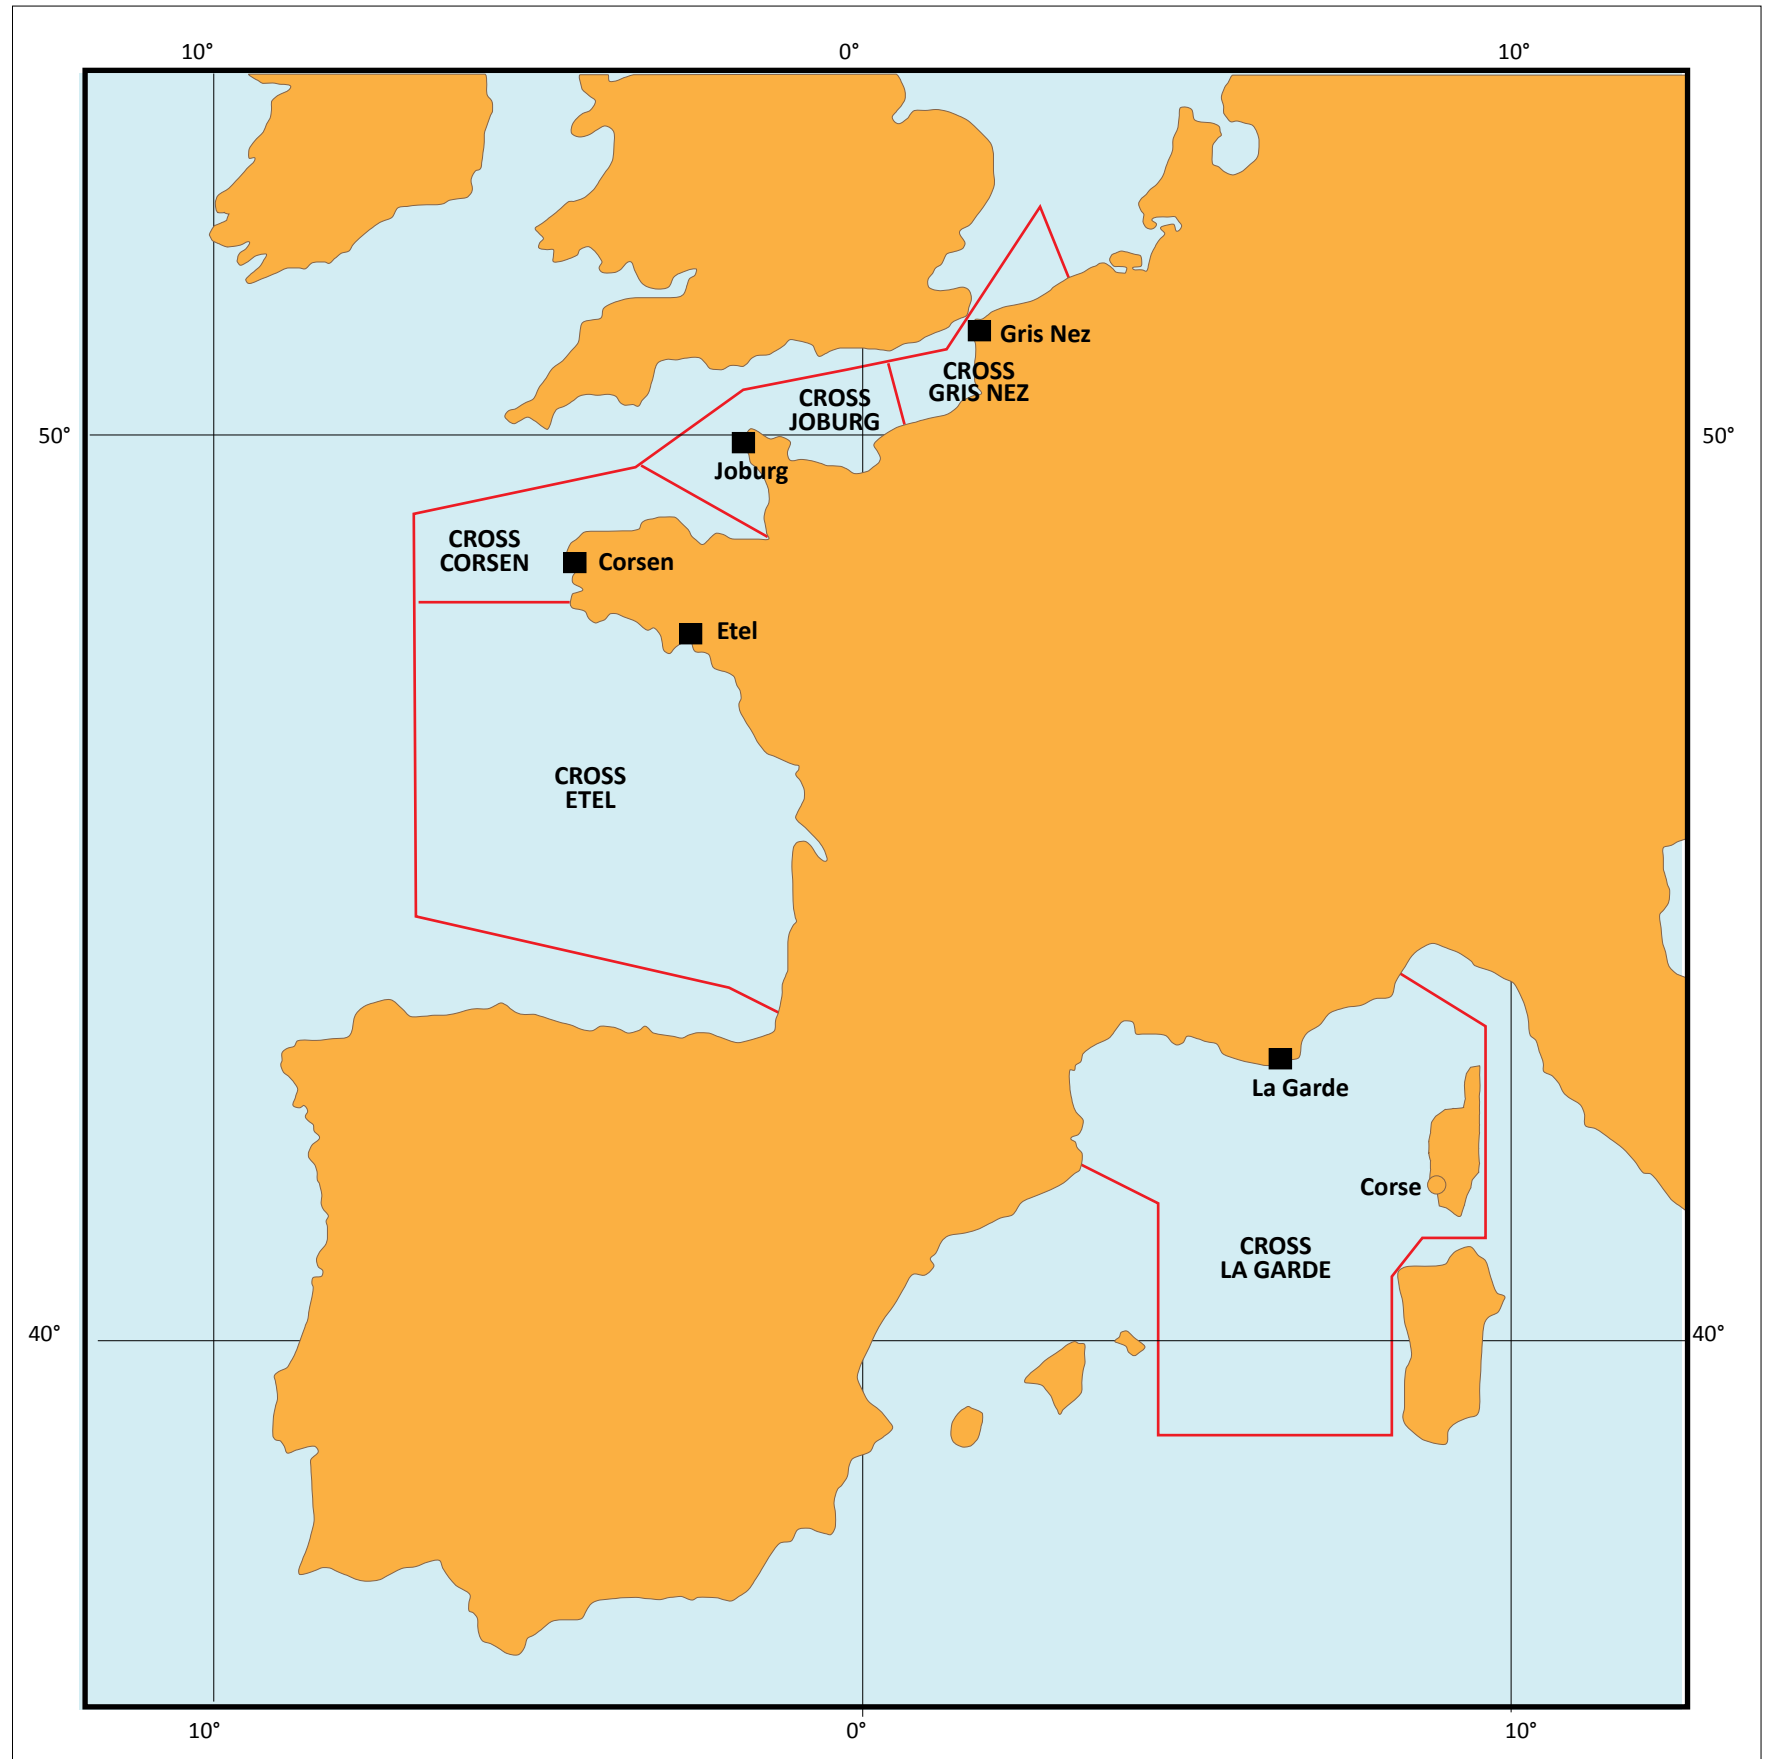 10°
0°
10°
Gris Nez
CROSS
GRIS NEZ
CROSS
JOBURG
50°
50°
Joburg
CROSS
CORSEN
Corsen
Etel
CROSS
ETEL
La Garde
Corse
CROSS
LA GARDE
40°
40°
10°
0°
10°